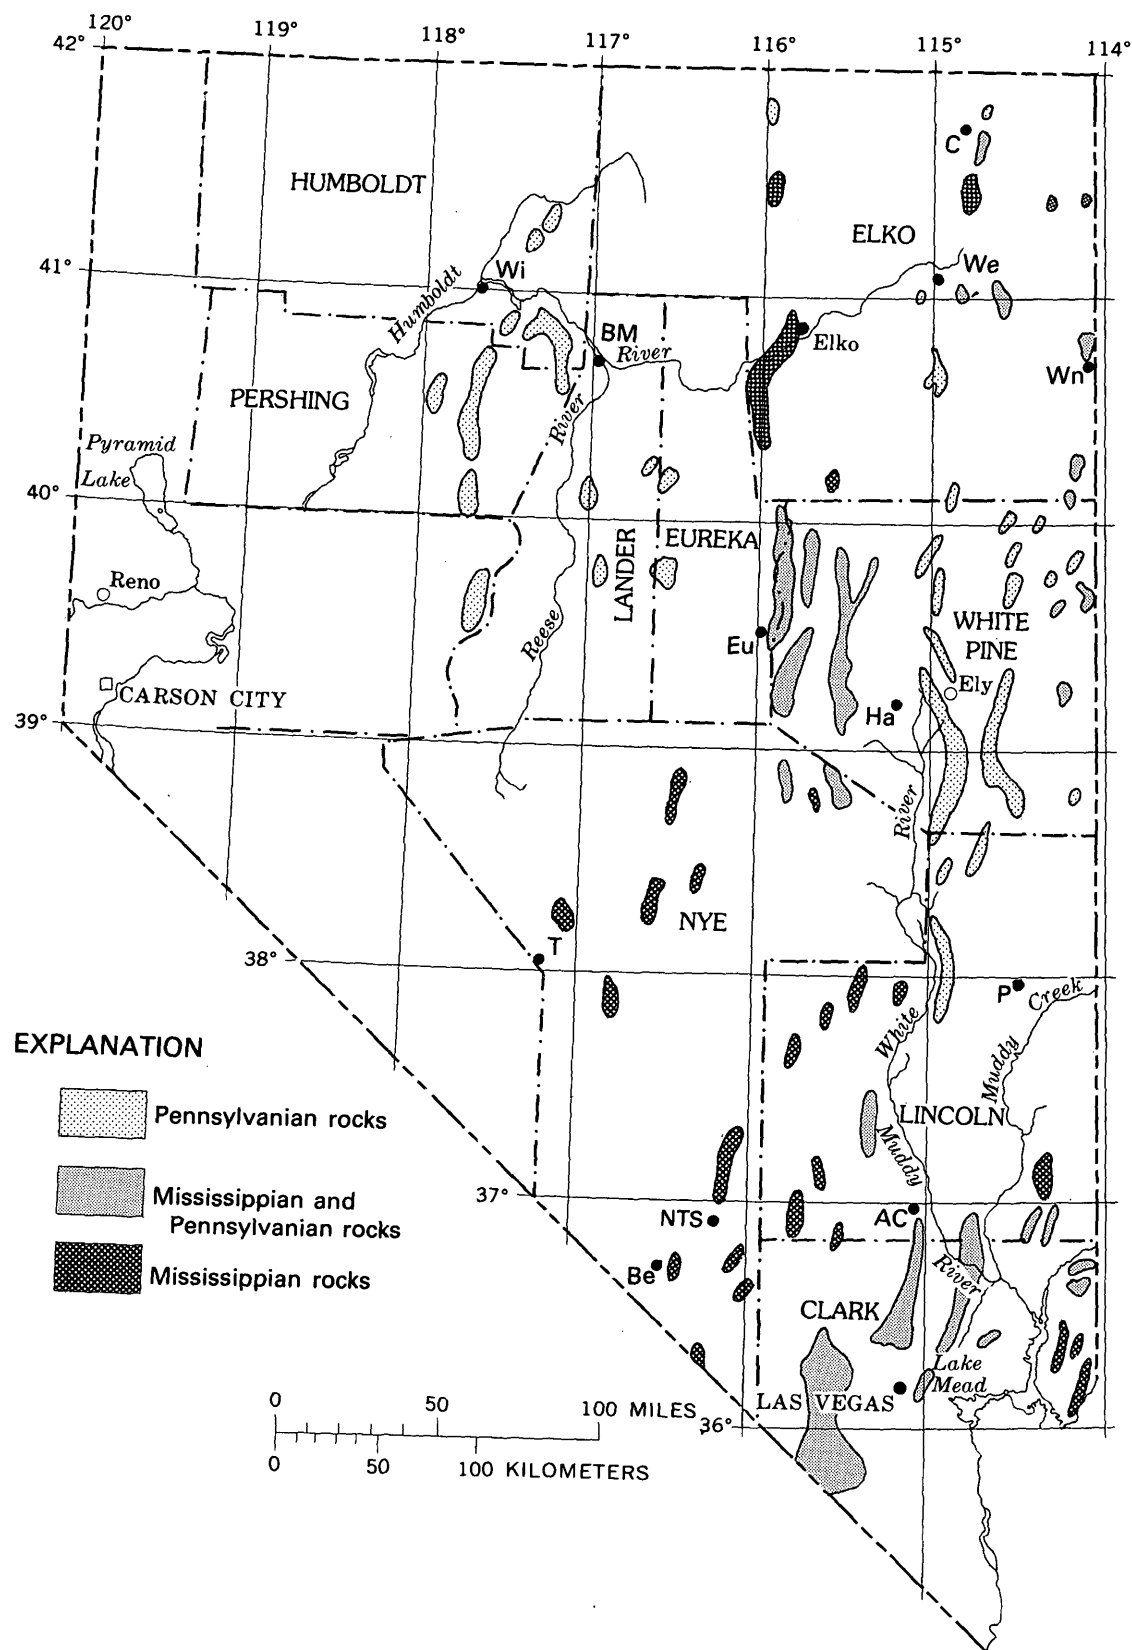 120°
119°
118°
117°
116°
115°
114°
42°
C
HUMBOLDT
ELKO
41°
Wi
We
Humboldt
BM
River
Elko
Wn
PERSHING
River
Pyramid
Lake
40°
LANDER
EUREKA
Reno
Reese
WHITE
PINE
Eu
Ely
CARSON CITY
Ha
39°
River
NYE
T
38°
P
Creek
White
Muddy
EXPLANATION
Pennsylvanian rocks
LINCOLN
Muddy
Mississippian and
Pennsylvanian rocks
37°
NTS
AC
Mississippian rocks
Be
River
CLARK
Lake
Mead
LAS VEGAS
36°
0 50 100 MILES
0 50 100 KILOMETERS